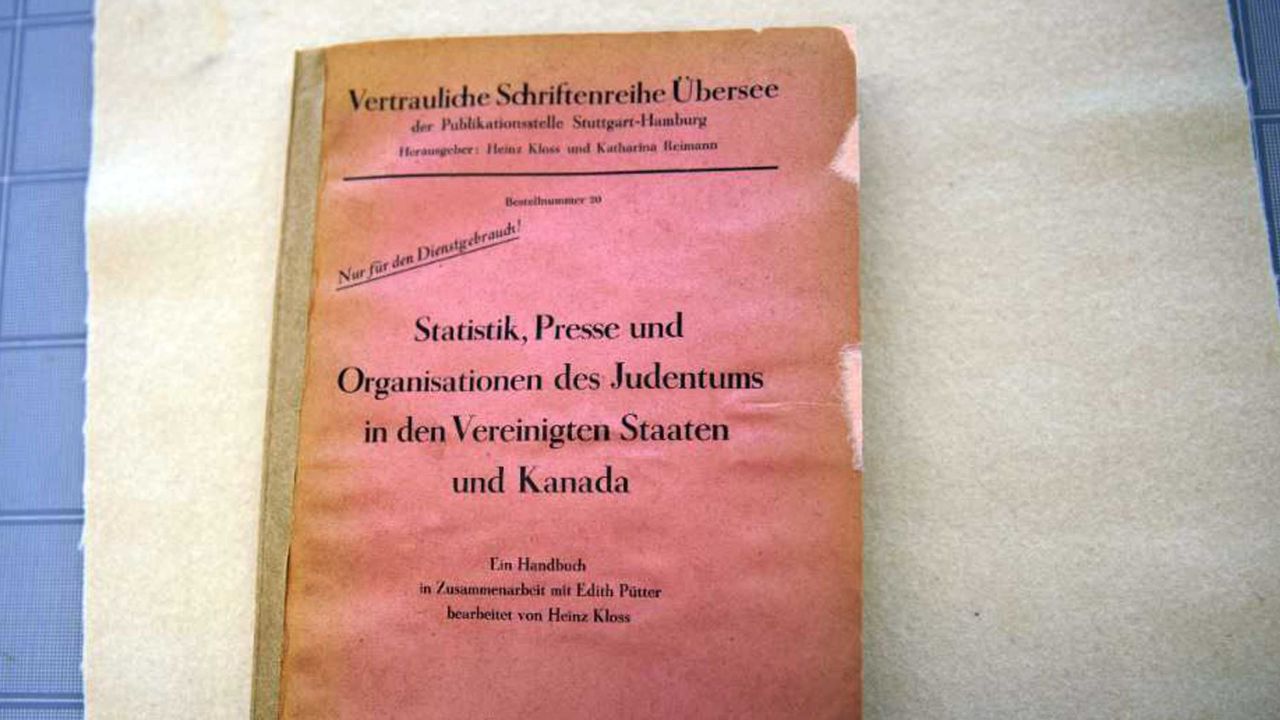 Vertrauliche Schriftenreihe Übersee
der Publikationsstelle Stuttgart-Hamburg
Herausgeber: Heinz Kloss und Katharina Reimann
Bestellnummer 20
Nur für den Dienstgebrauch!
Statistik, Presse und
Organisationen des Judentums
in den Vereinigten Staaten
und Kanada
Ein Handbuch
in Zusammenarbeit mit Edith Pütter
bearbeitet von Heinz Kloss